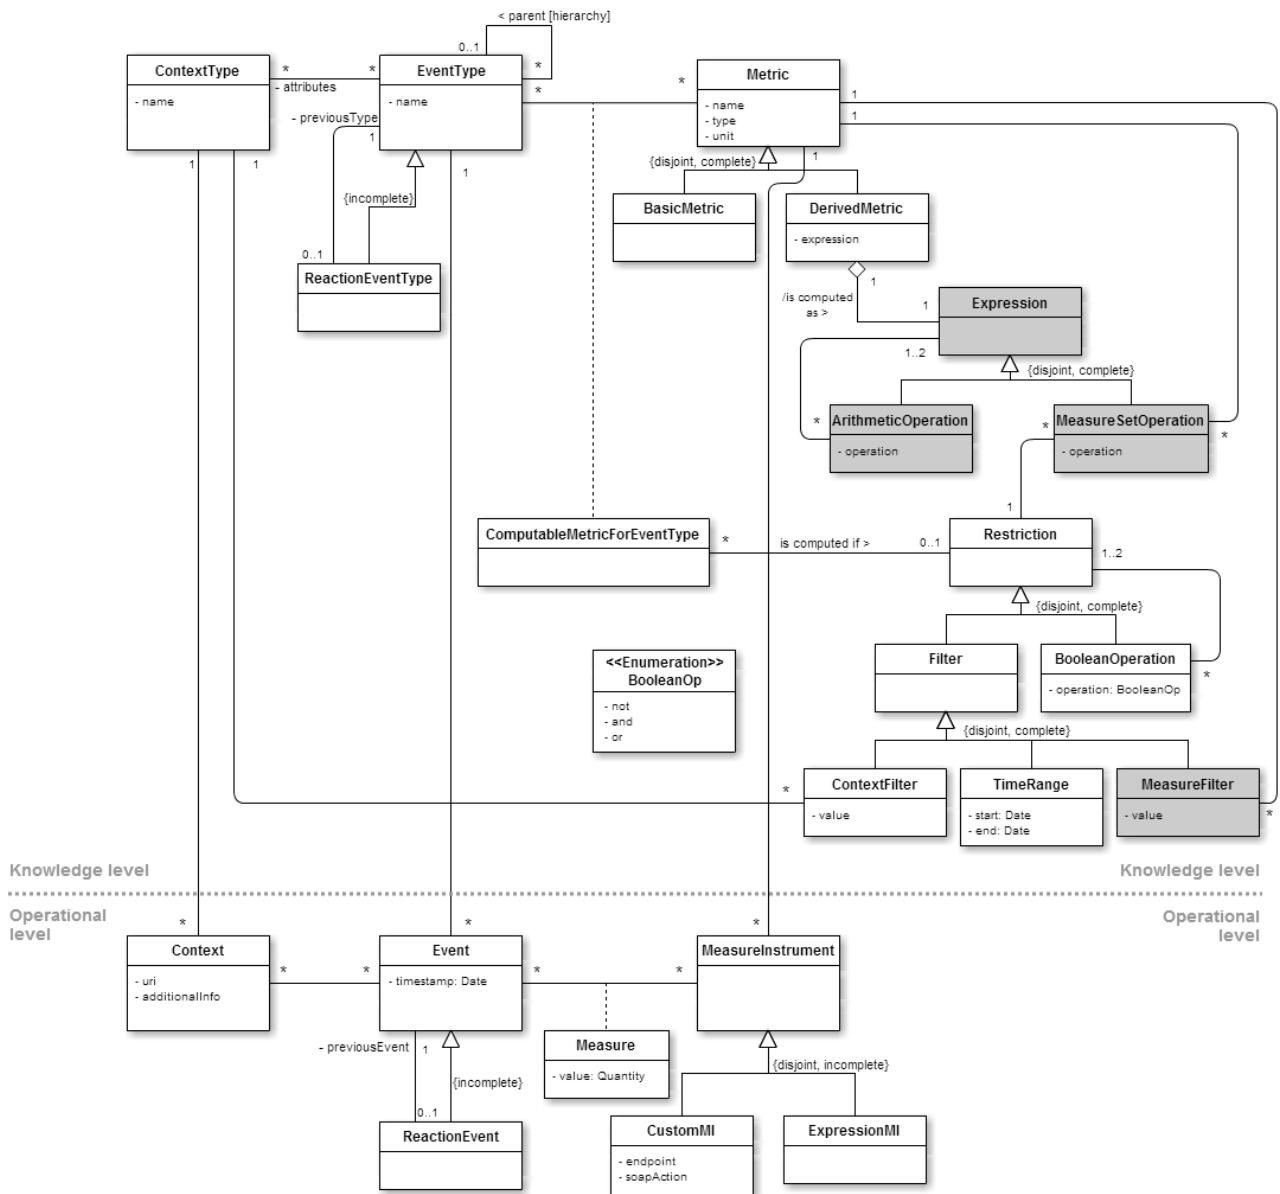 < parent [hierarchy]
0..1
*
ContextType
- name
*
*
- attributes
EventType
- name
*
*
Metric
- name
- type
- unit
1
1
- previousType
1
1
1
1
1
{disjoint, complete}
{incomplete}
BasicMetric
DerivedMetric
- expression
0..1
ReactionEventType
1
/is computed
as >
1
Expression
1..2
{disjoint, complete}
*
ArithmeticOperation
- operation
*
MeasureSetOperation
- operation
*
1
ComputableMetricForEventType
*
is computed if >
0..1
Restriction
1..2
{disjoint, complete}
<<Enumeration>>
BooleanOp
- not
- and
- or
Filter
BooleanOperation
- operation: BooleanOp
*
{disjoint, complete}
*
ContextFilter
- value
TimeRange
- start: Date
- end: Date
MeasureFilter
- value
*
Knowledge level
Knowledge level
Operational
level
Operational
level
*
*
*
Context
- uri
- additionalInfo
*
*
Event
- timestamp: Date
*
*
MeasureInstrument
- previousEvent
1
Measure
- value: Quantity
{disjoint, incomplete}
{incomplete}
0..1
ReactionEvent
CustomMI
- endpoint
- soapAction
ExpressionMI